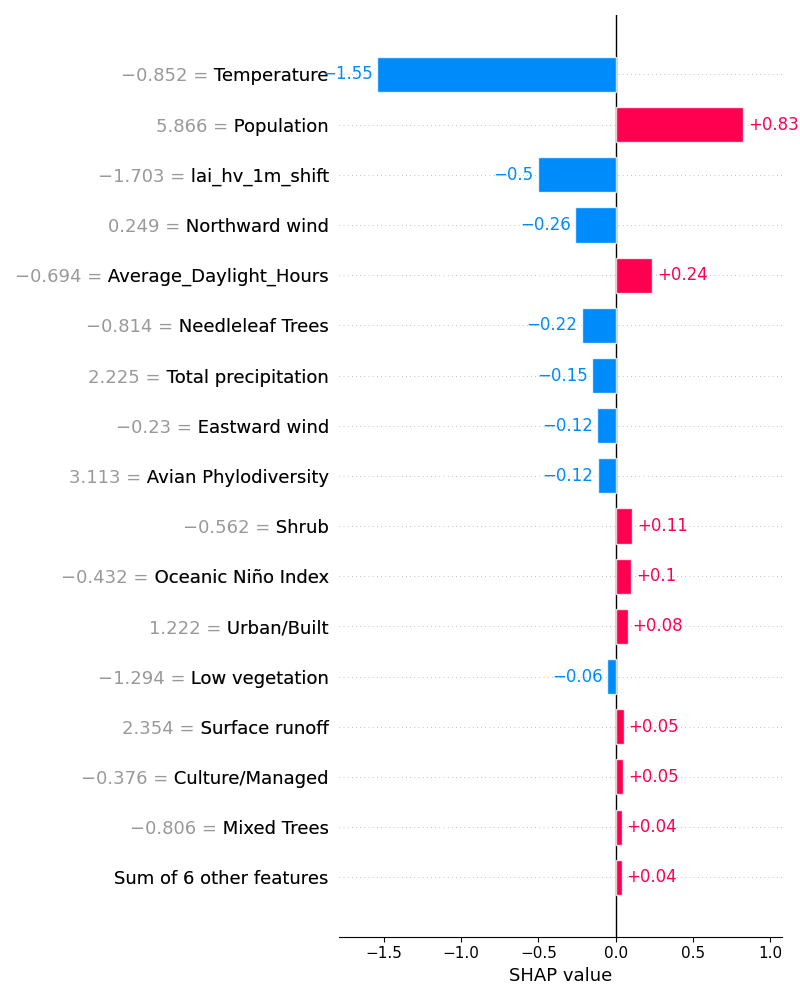 −0.852 = Temperature −1.55
5.866 = Population +0.83
−1.703 = lai_hv_1m_shift −0.5
0.249 = Northward wind −0.26
−0.694 = Average_Daylight_Hours +0.24
−0.814 = Needleleaf Trees −0.22
2.225 = Total precipitation −0.15
−0.23 = Eastward wind −0.12
3.113 = Avian Phylodiversity −0.12
−0.562 = Shrub +0.11
−0.432 = Oceanic Niño Index +0.1
1.222 = Urban/Built +0.08
−1.294 = Low vegetation −0.06
2.354 = Surface runoff +0.05
−0.376 = Culture/Managed +0.05
−0.806 = Mixed Trees +0.04
Sum of 6 other features +0.04
−1.5 −1.0 −0.5 0.0 0.5 1.0
SHAP value